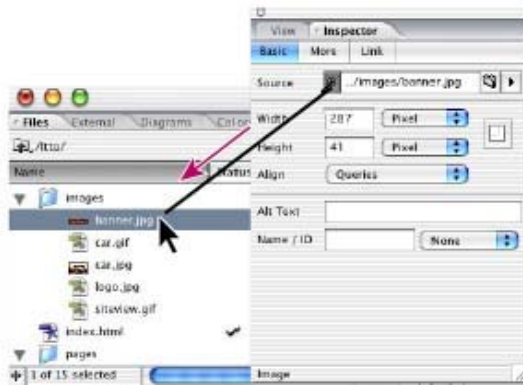 View Inspector
Basic More Link
Source ../images/banner.jpg
Width 287 Pixel
Height 41 Pixel
Align Queries
Alt Text
Name / ID None
Image
Files External Diagrams Colors
/ltto/
Name Status
images
banner.jpg
car.gif
car.jpg
logo.jpg
siteview.gif
index.html
pages
1 of 15 selected